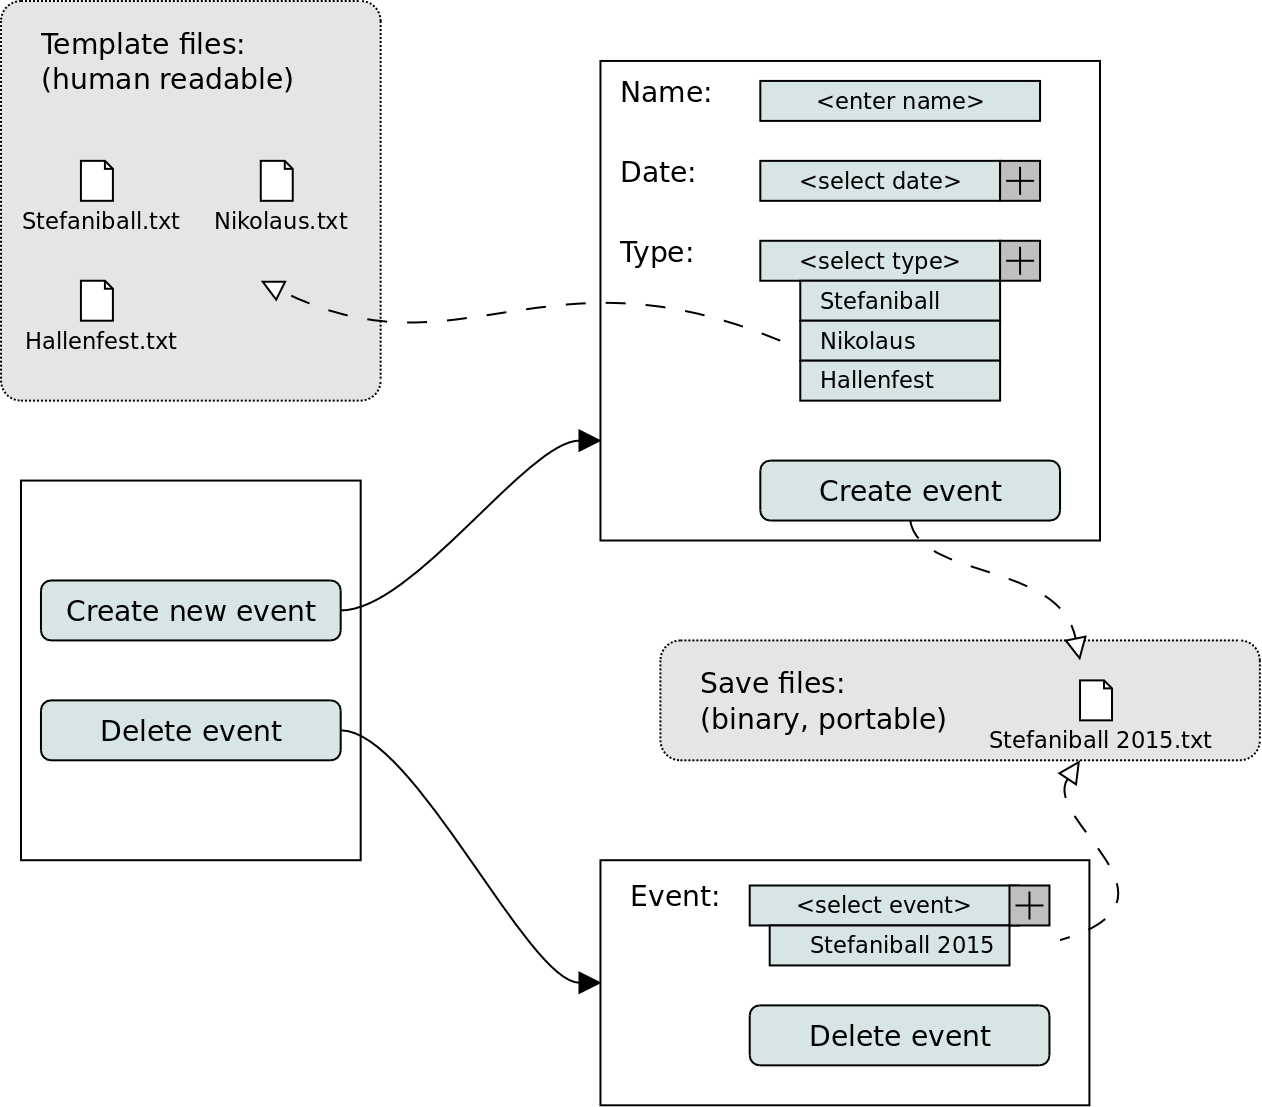 Template files:
(human readable)
Stefaniball.txt
Nikolaus.txt
Hallenfest.txt
Name:
<enter name>
Date:
<select date>
Type:
<select type>
Stefaniball
Nikolaus
Hallenfest
Create event
Create new event
Delete event
Save files:
(binary, portable)
Stefaniball 2015.txt
Event:
<select event>
Stefaniball 2015
Delete event